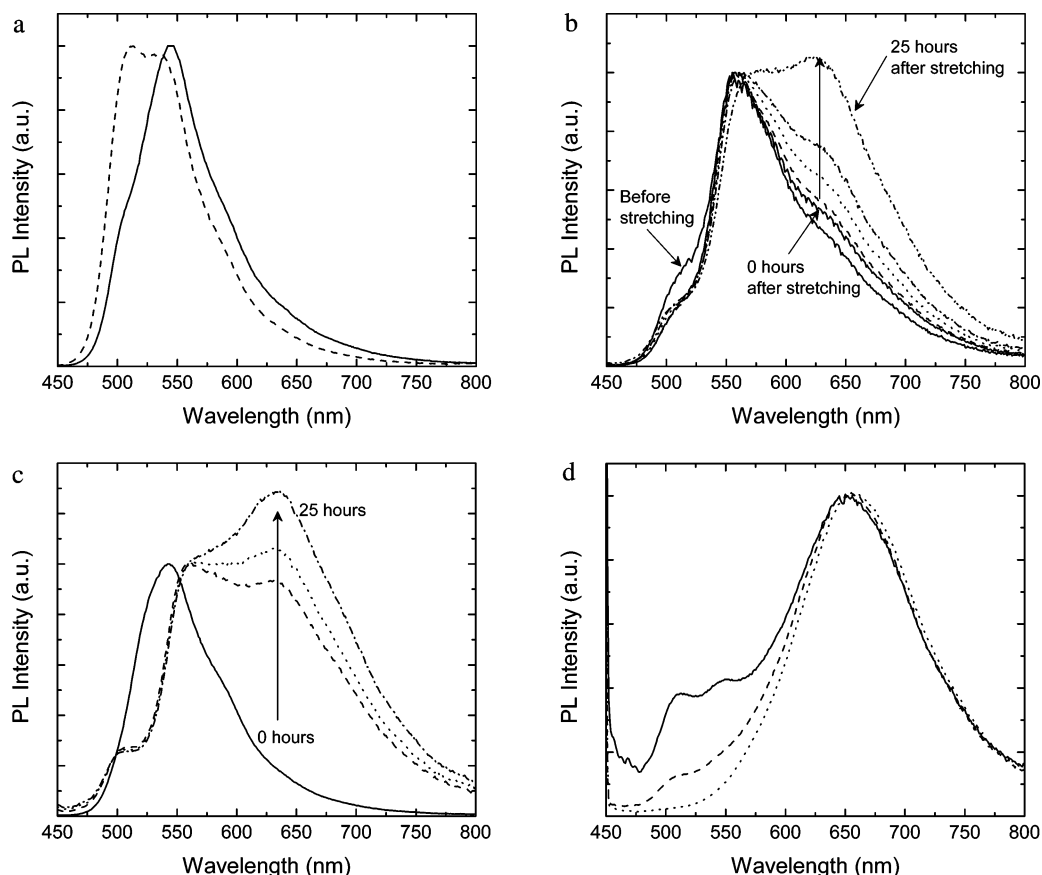 a
PL Intensity (a.u.)
450 500 550 600 650 700 750 800
Wavelength (nm)
b
PL Intensity (a.u.)
25 hours
after stretching
Before
stretching
0 hours
after stretching
450 500 550 600 650 700 750 800
Wavelength (nm)
c
PL Intensity (a.u.)
25 hours
0 hours
450 500 550 600 650 700 750 800
Wavelength (nm)
d
PL Intensity (a.u.)
450 500 550 600 650 700 750 800
Wavelength (nm)